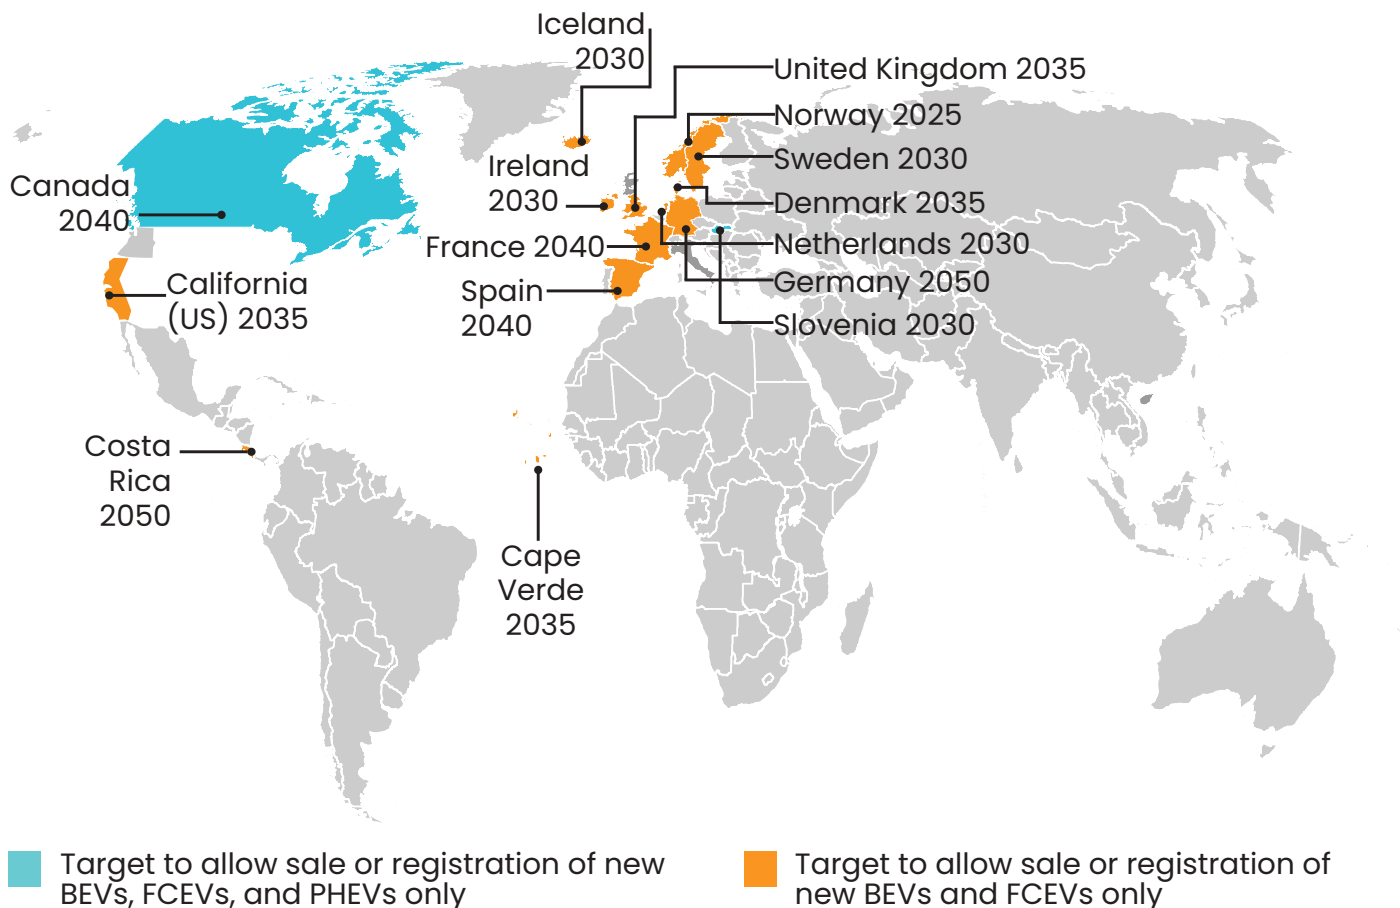 Iceland
2030
United Kingdom 2035
Norway 2025
Ireland
2030
Sweden 2030
Canada
2040
Denmark 2035
France 2040
Netherlands 2030
California
(US) 2035
Spain
2040
Germany 2050
Slovenia 2030
Costa
Rica
2050
Cape
Verde
2035
Target to allow sale or registration of new
BEVs, FCEVs, and PHEVs only
Target to allow sale or registration of
new BEVs and FCEVs only